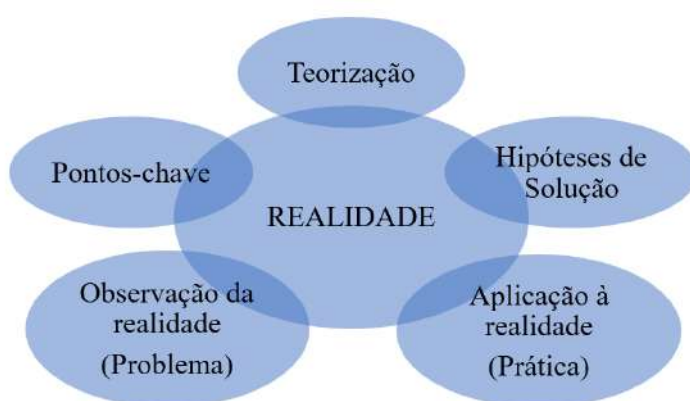 Teorização
Pontos-chave
Hipóteses de
Solução
REALIDADE
Observação da
realidade
(Problema)
Aplicação à
realidade
(Prática)